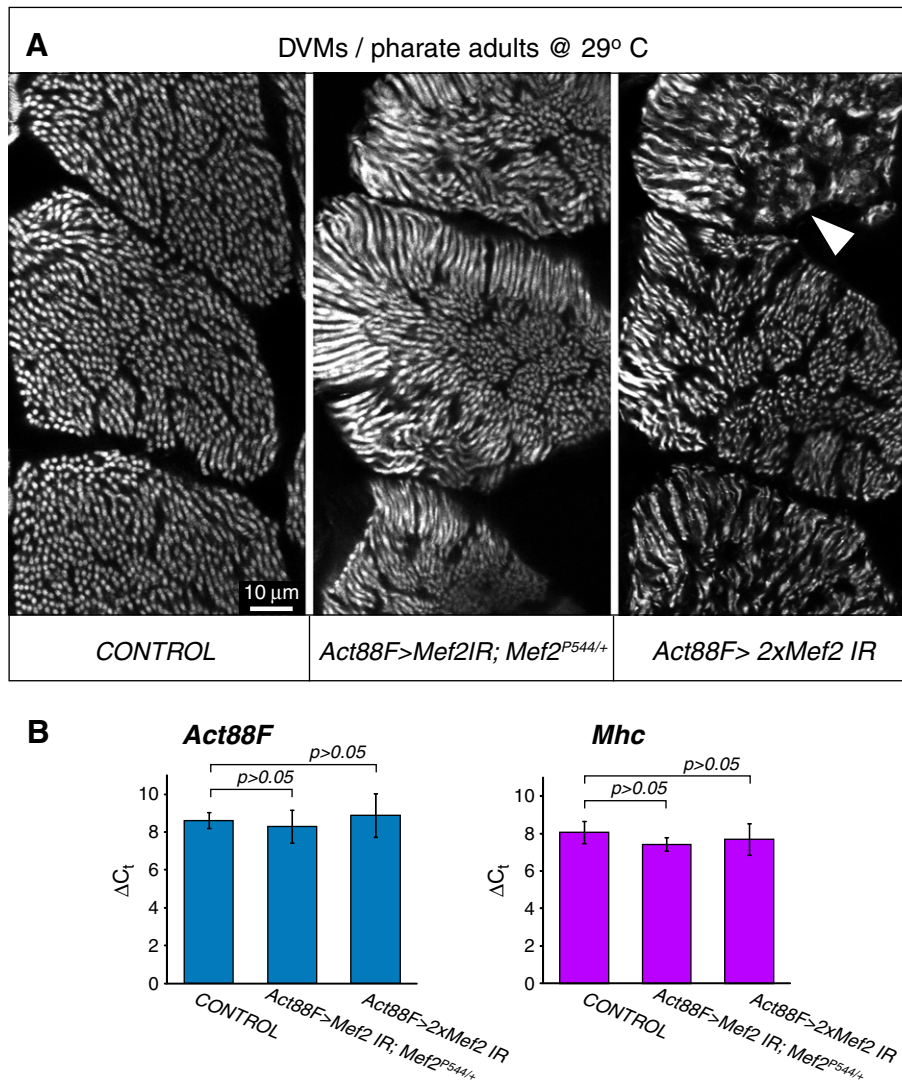 A
DVMs / pharate adults @ 29° C
10 μm
CONTROL
Act88F>Mef2IR; Mef2P544/+
Act88F> 2xMef2 IR
B
Act88F
p>0.05
p>0.05
10
8
6
4
2
0
ΔCt
CONTROL
Act88F>Mef2 IR; Mef2P544/+
Act88F>2xMef2 IR
Mhc
p>0.05
p>0.05
10
8
6
4
2
0
ΔCt
CONTROL
Act88F>Mef2 IR; Mef2P544/+
Act88F>2xMef2 IR